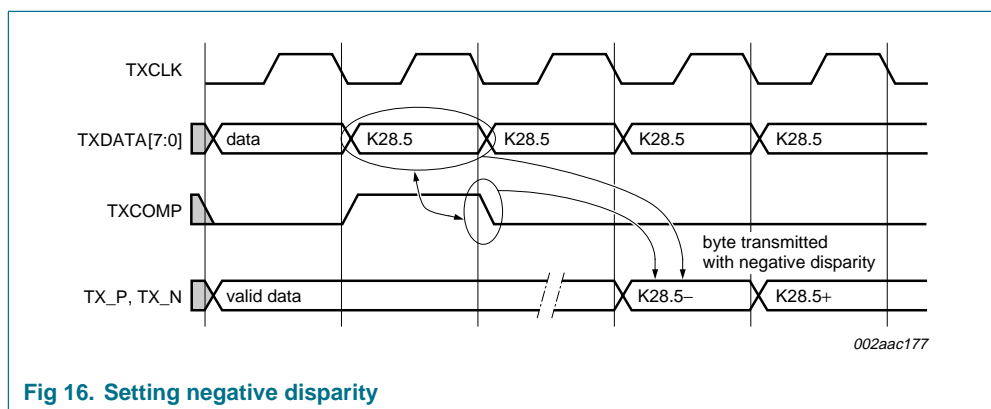 TXCLK
TXDATA[7:0]
data
K28.5
K28.5
K28.5
K28.5
TXCOMP
byte transmitted
with negative disparity
TX_P, TX_N
valid data
K28.5−
K28.5+
002aac177
Fig 16. Setting negative disparity